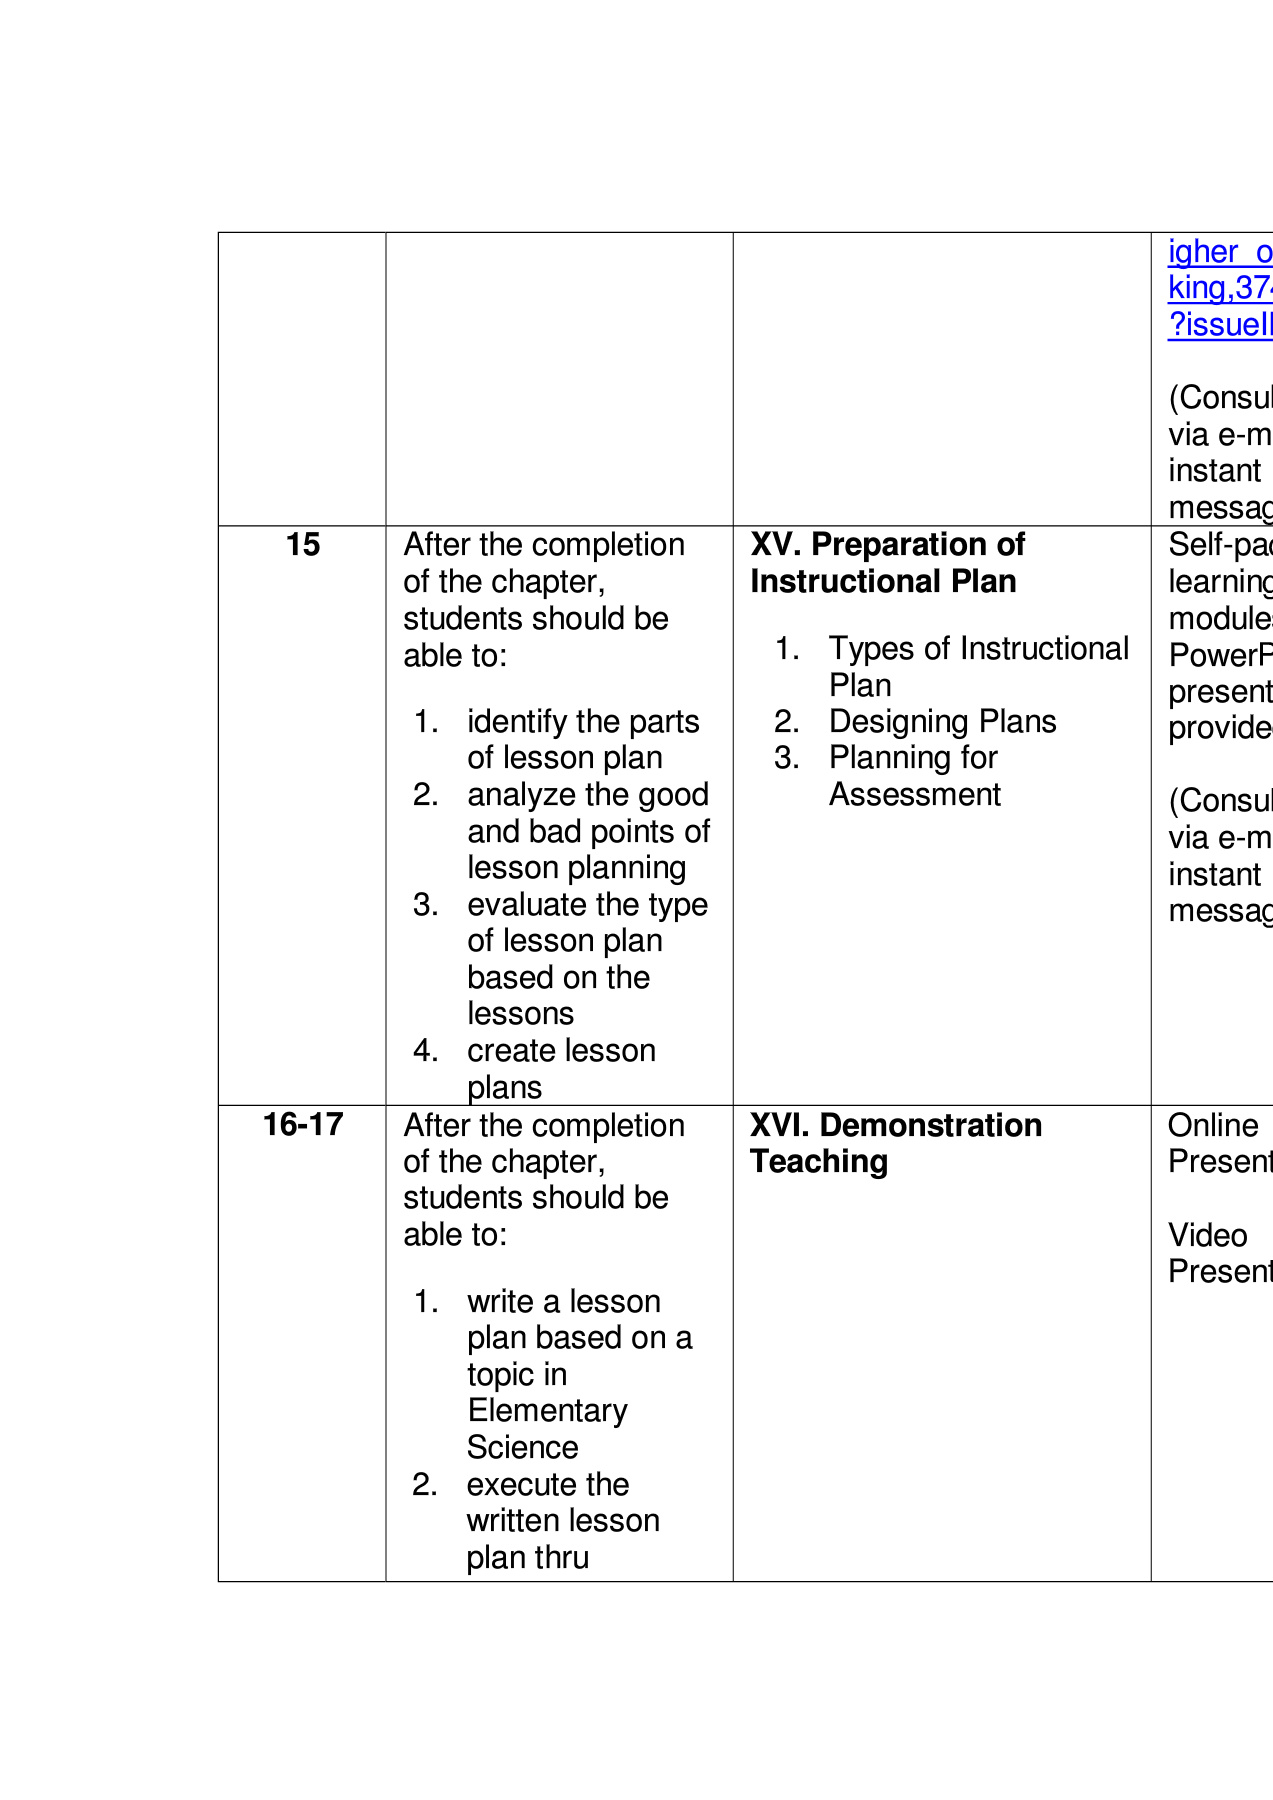 igher o
king,374
?issueI
(Consul
via e-m
instant
messag
15
After the completion
of the chapter,
students should be
able to:
1. identify the parts
of lesson plan
2. analyze the good
and bad points of
lesson planning
3. evaluate the type
of lesson plan
based on the
lessons
4. create lesson
plans
XV. Preparation of
Instructional Plan
1. Types of Instructional
Plan
2. Designing Plans
3. Planning for
Assessment
Self-pac
learning
modules
PowerP
present
provide
(Consul
via e-m
instant
messag
16-17
After the completion
of the chapter,
students should be
able to:
1. write a lesson
plan based on a
topic in
Elementary
Science
2. execute the
written lesson
plan thru
XVI. Demonstration
Teaching
Online
Present
Video
Present